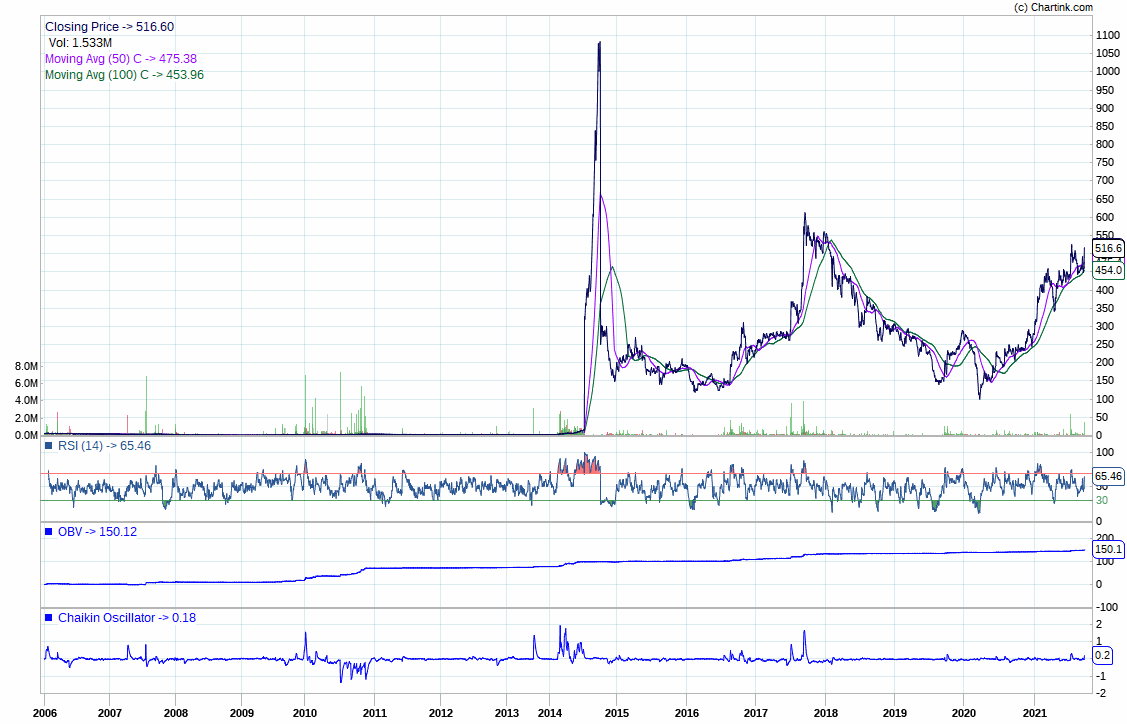 (c) Chartink.com
Closing Price -> 516.60
Vol: 1.533M
Moving Avg (50) C -> 475.38
Moving Avg (100) C -> 453.96
1100
1050
1000
950
900
850
800
750
700
650
600
550
516.6
454.0
400
350
300
250
200
150
100
50
0
8.0M
6.0M
4.0M
2.0M
0.0M
RSI (14) -> 65.46
100
65.46
50
30
0
OBV -> 150.12
200
150.1
100
0
-100
Chaikin Oscillator -> 0.18
2
1
0.2
-1
-2
2006 2007 2008 2009 2010 2011 2012 2013 2014 2015 2016 2017 2018 2019 2020 2021